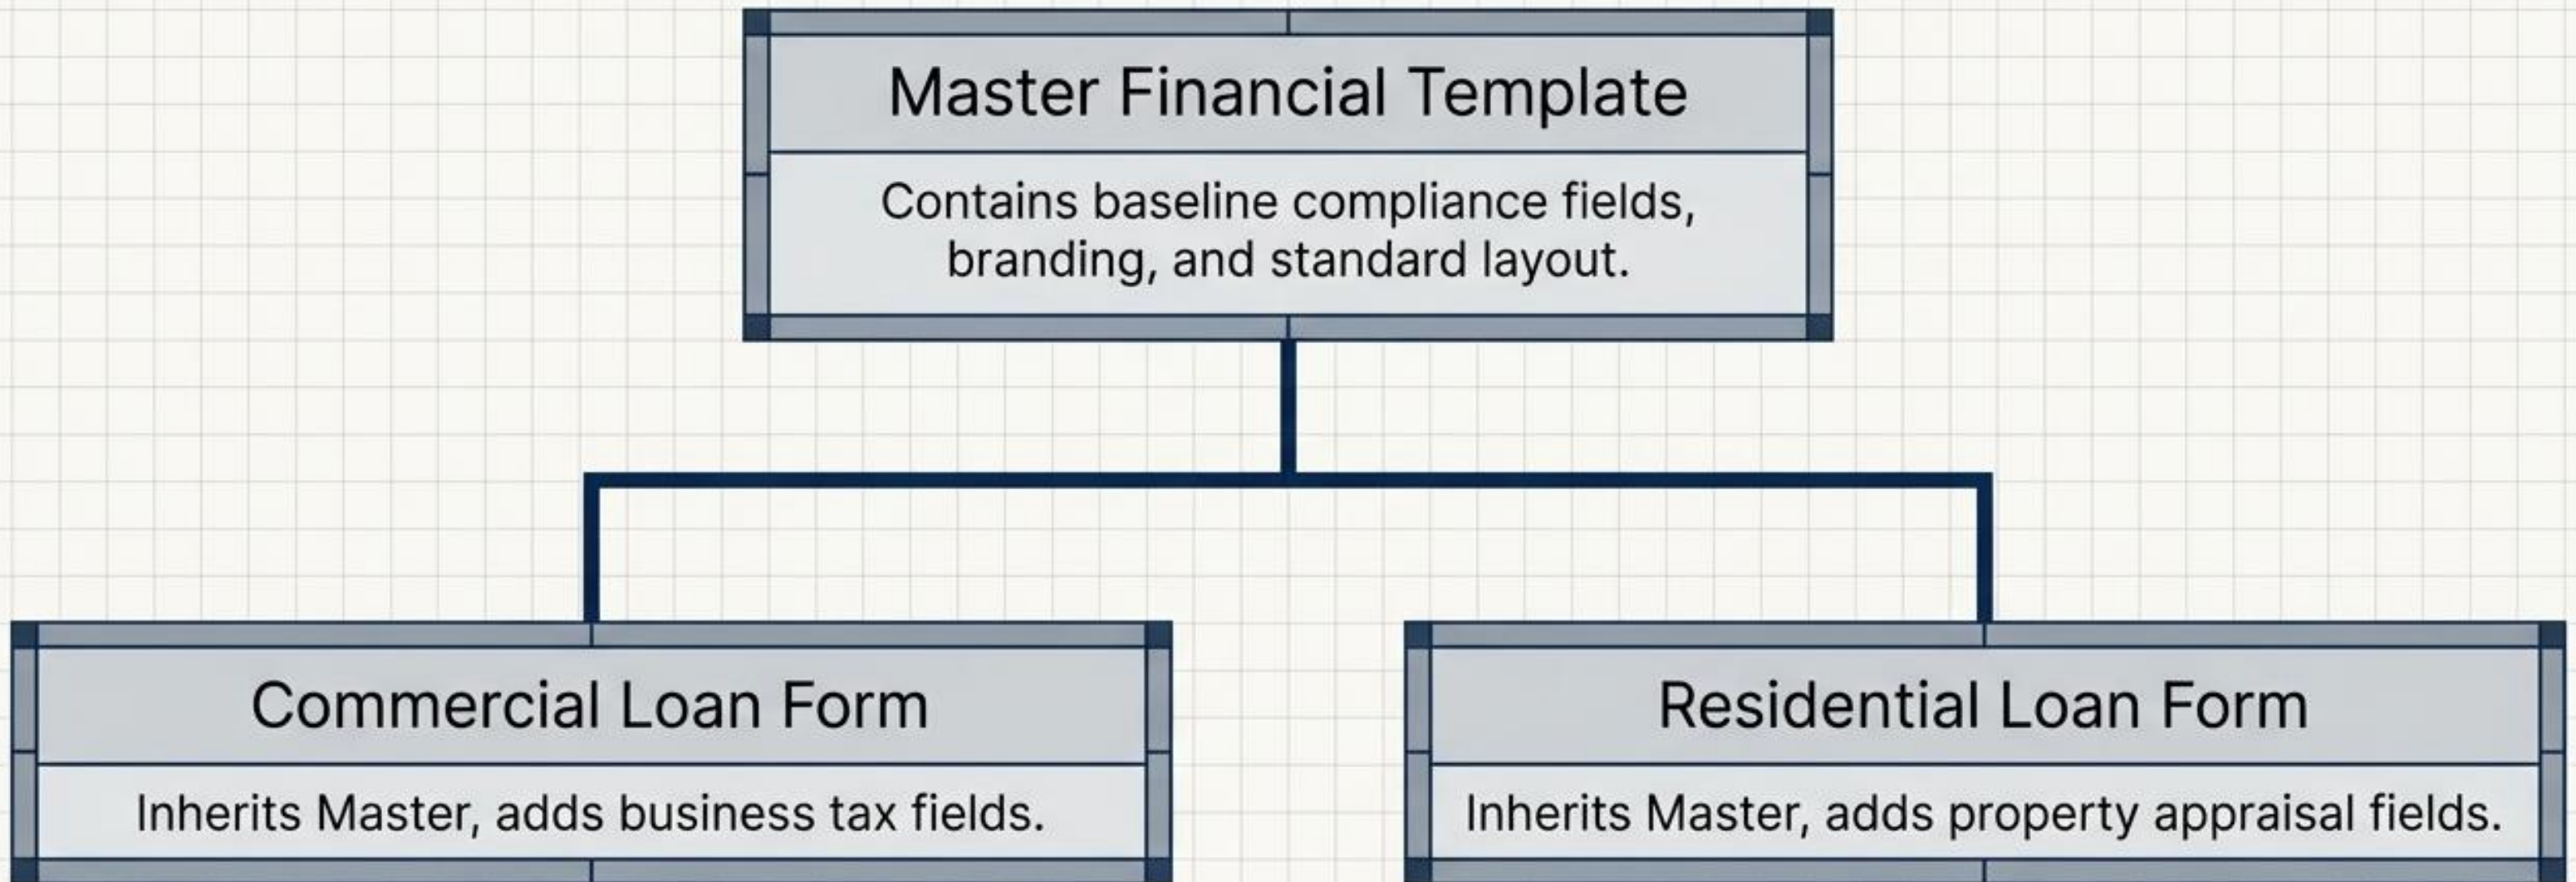 Master Financial Template
Contains baseline compliance fields,
branding, and standard layout.
Commercial Loan Form
Inherits Master, adds business tax fields.
Residential Loan Form
Inherits Master, adds property appraisal fields.